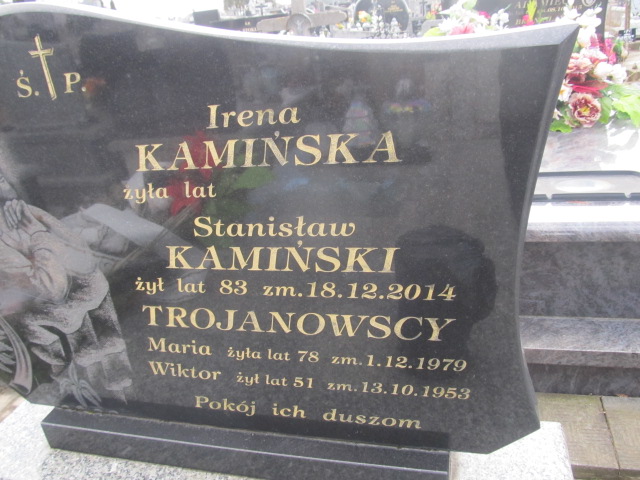 Ś. P.
Irena
KAMIŃSKA
żyła lat
Stanisław
KAMIŃSKI
żył lat 83 zm. 18.12.2014
TROJANOWSCY
Maria żyła lat 78 zm. 1.12.1979
Wiktor żył lat 51 zm. 13.10.1953
Pokój ich duszom